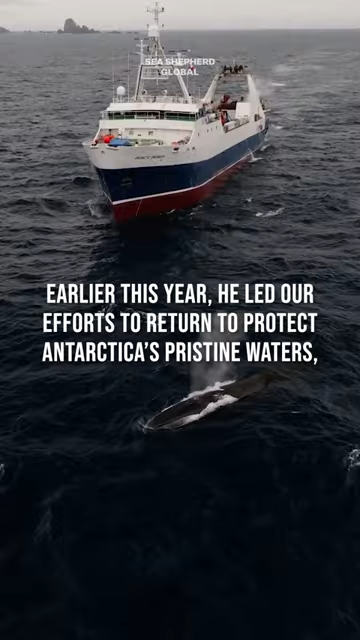 SEA SHEPHERD
GLOBAL
EARLIER THIS YEAR, HE LED OUR
EFFORTS TO RETURN TO PROTECT
ANTARCTICA'S PRISTINE WATERS,